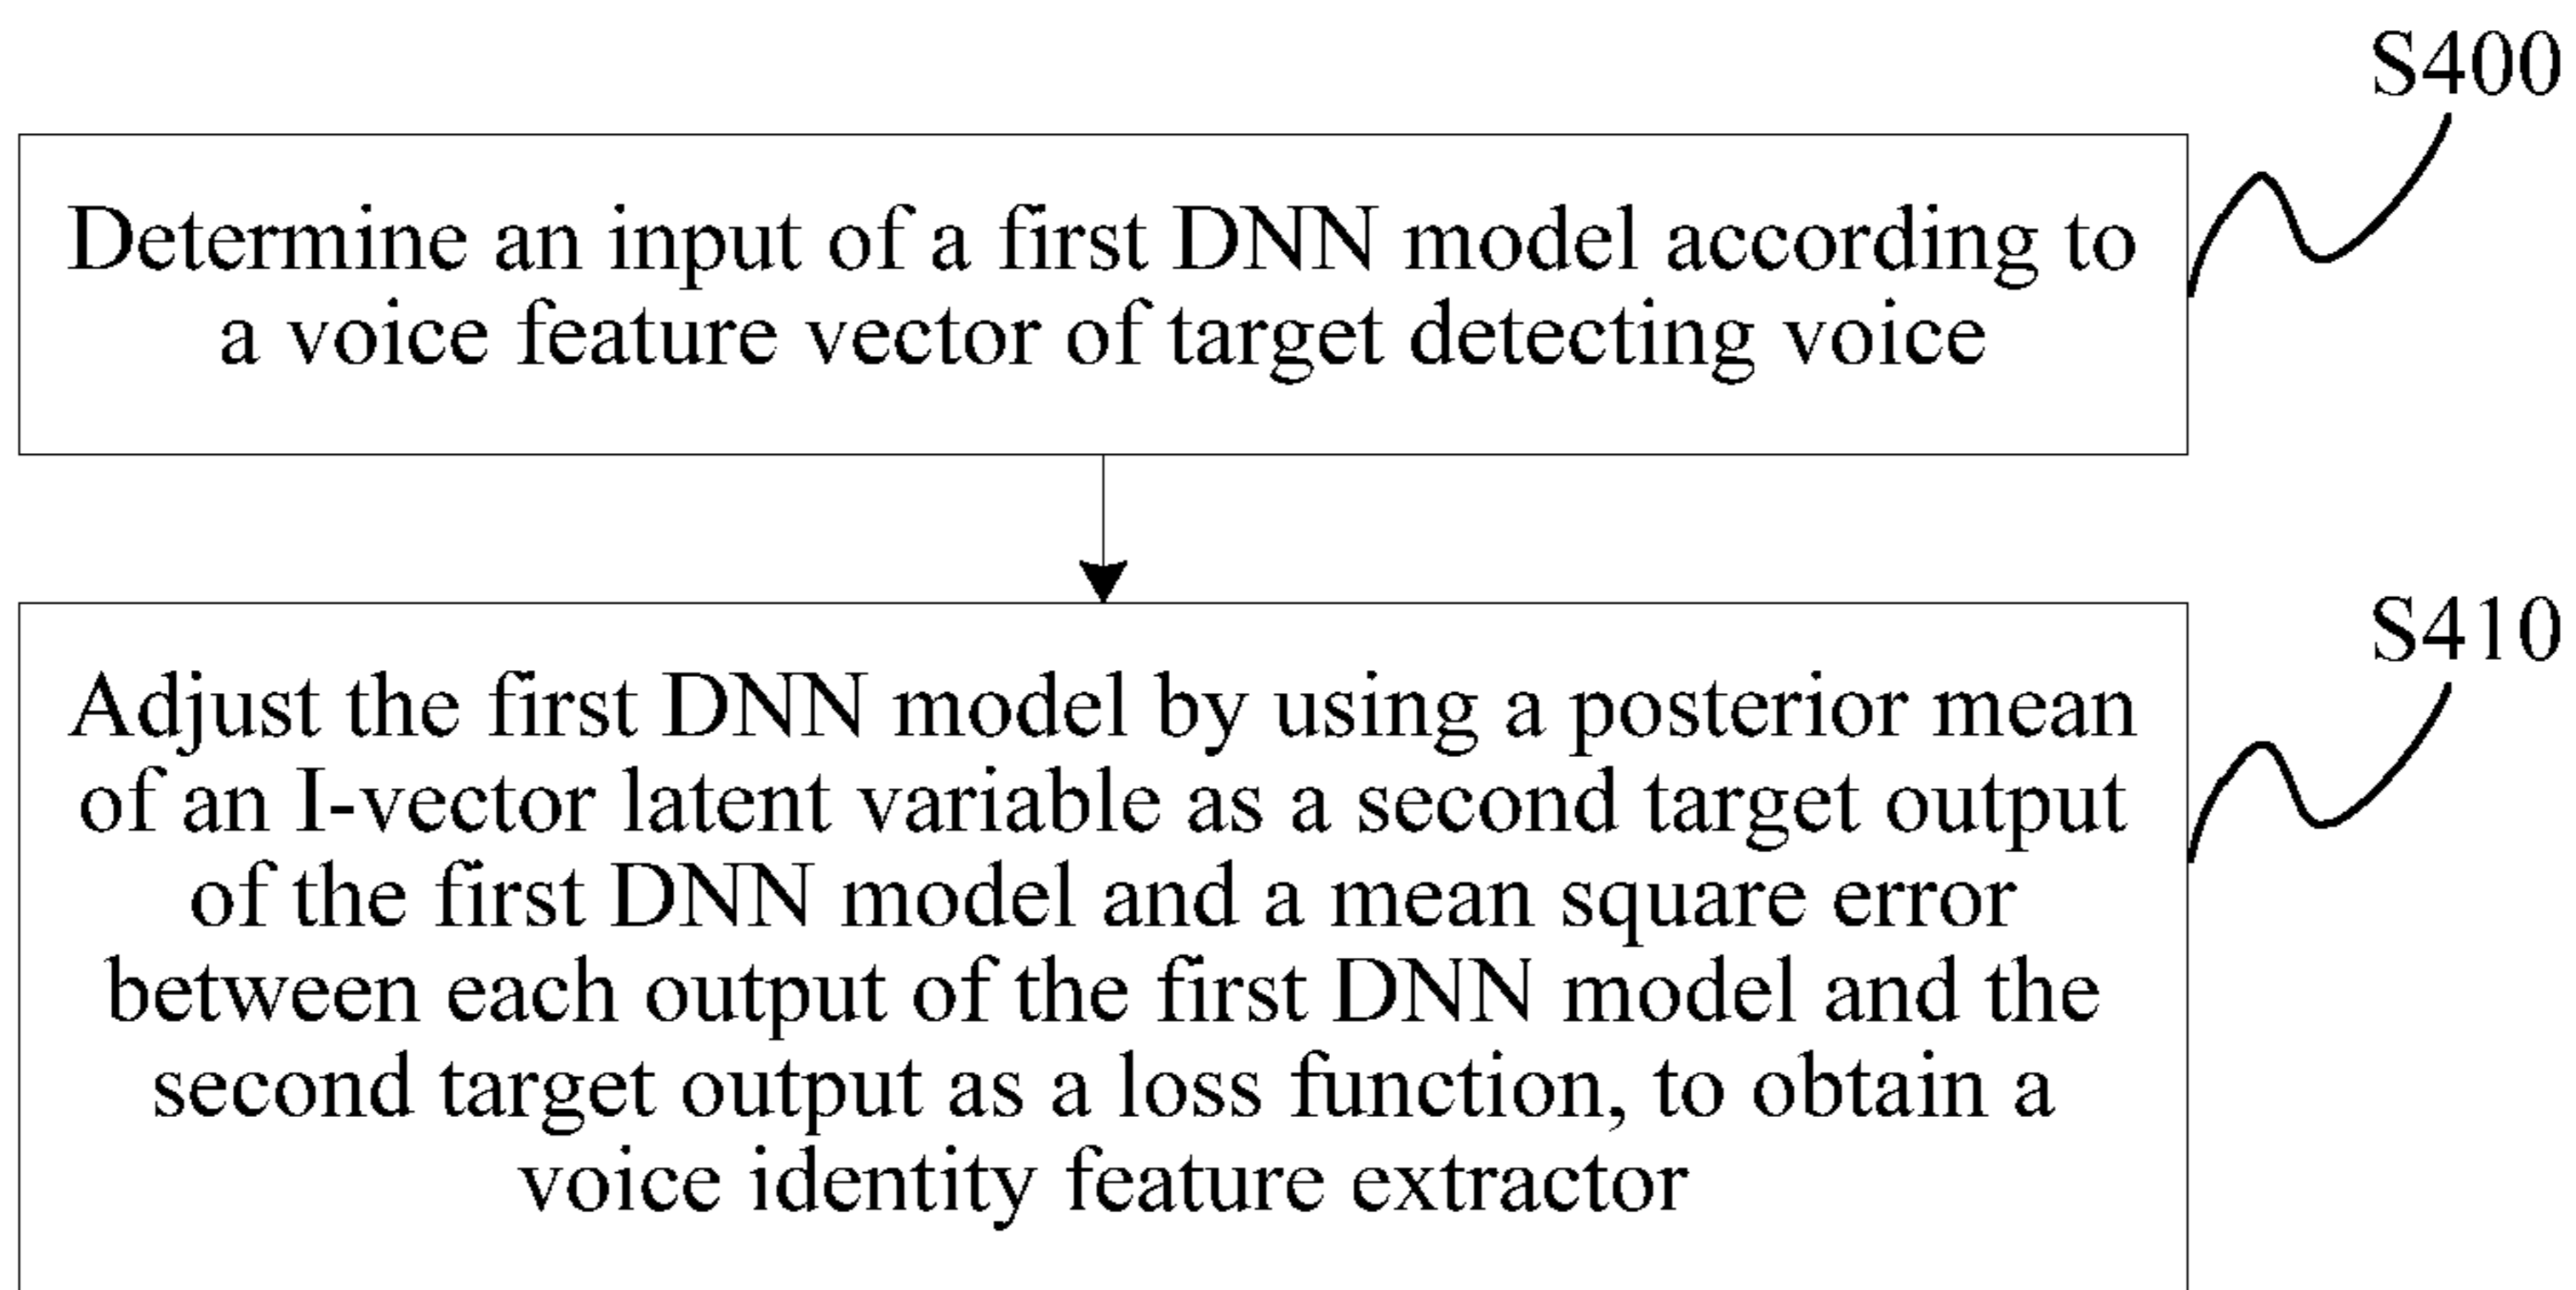 S400
Determine an input of a first DNN model according to
a voice feature vector of target detecting voice
S410
Adjust the first DNN model by using a posterior mean
of an I-vector latent variable as a second target output
of the first DNN model and a mean square error
between each output of the first DNN model and the
second target output as a loss function, to obtain a
voice identity feature extractor